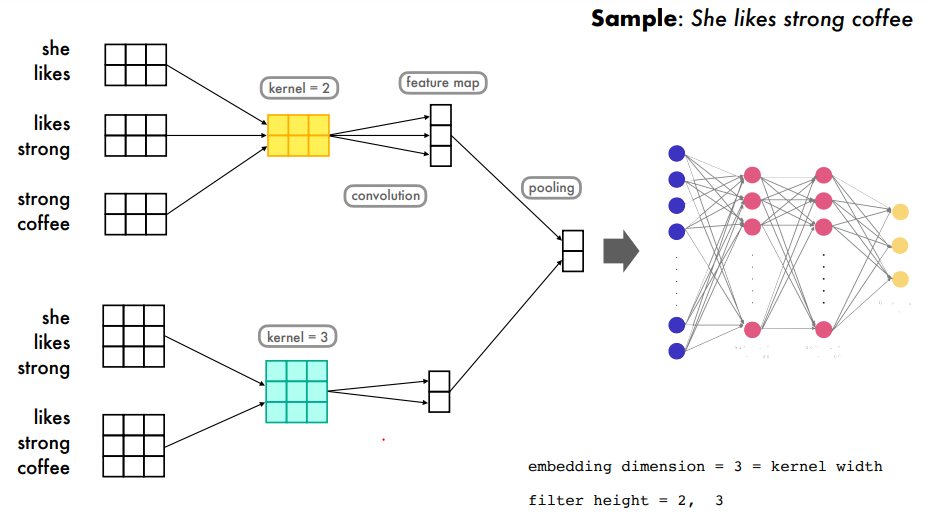 Sample: She likes strong coffee
she
likes
kernel = 2
feature map
likes
strong
convolution
pooling
strong
coffee
she
likes
strong
kernel = 3
likes
strong
coffee
embedding dimension = 3 = kernel width
filter height = 2, 3